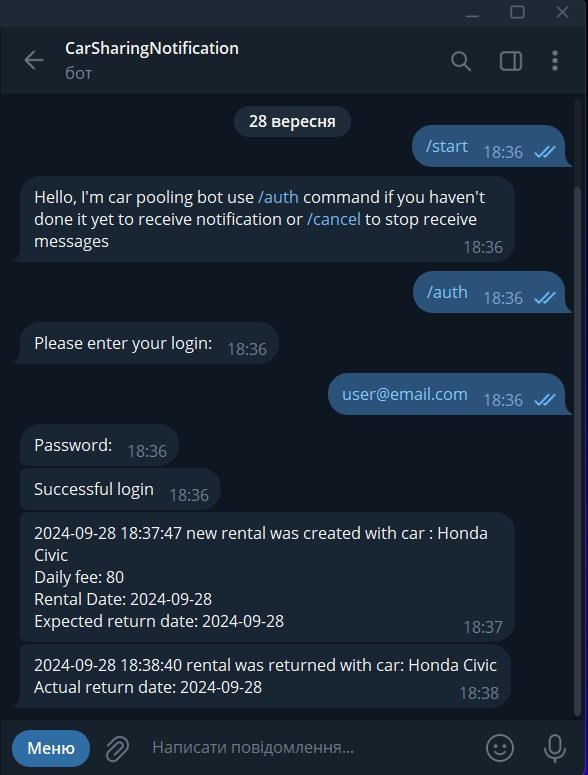 CarSharingNotification
бот
28 вересня
/start 18:36
Hello, I'm car pooling bot use /auth command if you haven't
done it yet to receive notification or /cancel to stop receive
messages
18:36
/auth 18:36
Please enter your login: 18:36
user@email.com 18:36
Password: 18:36
Successful login 18:36
2024-09-28 18:37:47 new rental was created with car : Honda
Civic
Daily fee: 80
Rental Date: 2024-09-28
Expected return date: 2024-09-28
18:37
2024-09-28 18:38:40 rental was returned with car: Honda Civic
Actual return date: 2024-09-28
18:38
Меню Написати повідомлення...